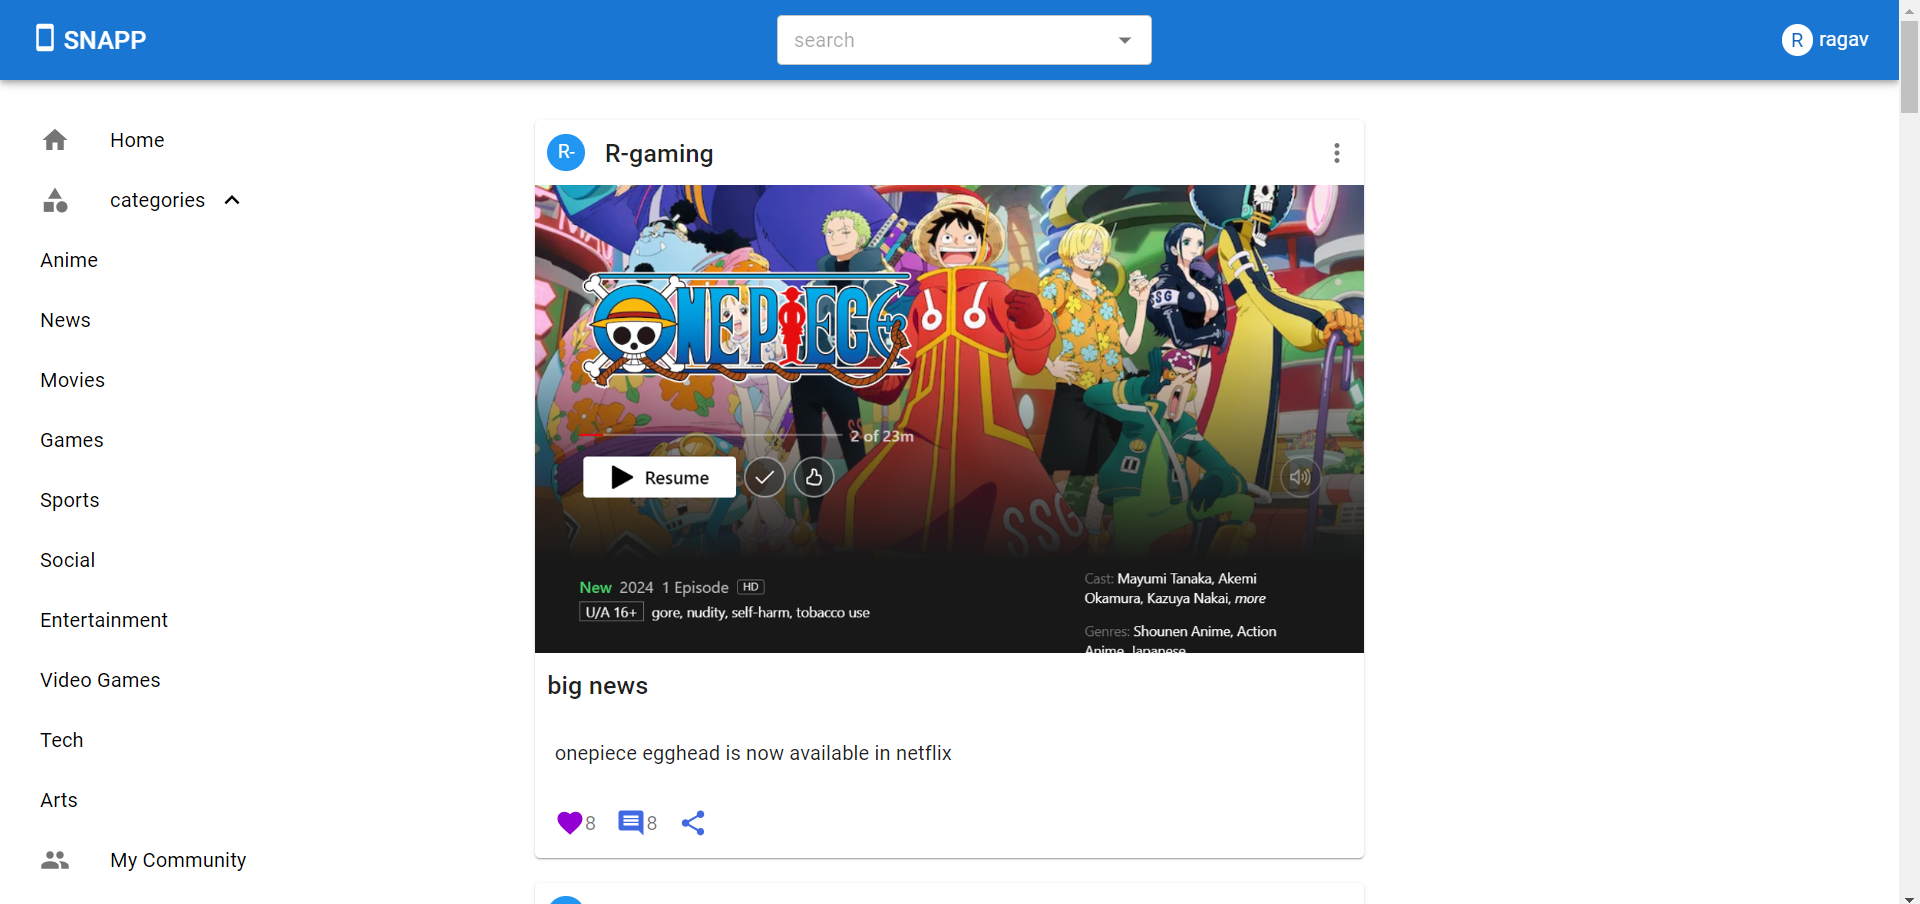 SNAPP
search
R ragav
Home
categories
Anime
News
Movies
Games
Sports
Social
Entertainment
Video Games
Tech
Arts
My Community
R- R-gaming
ONE PIECE
SSG
SSG
2 of 23m
Resume
New 2024 1 Episode HD
U/A 16+ gore, nudity, self-harm, tobacco use
Cast: Mayumi Tanaka, Akemi
Okamura, Kazuya Nakai, more
Genres: Shounen Anime, Action
Anime, Japanese
big news
onepiece egghead is now available in netflix
8 8